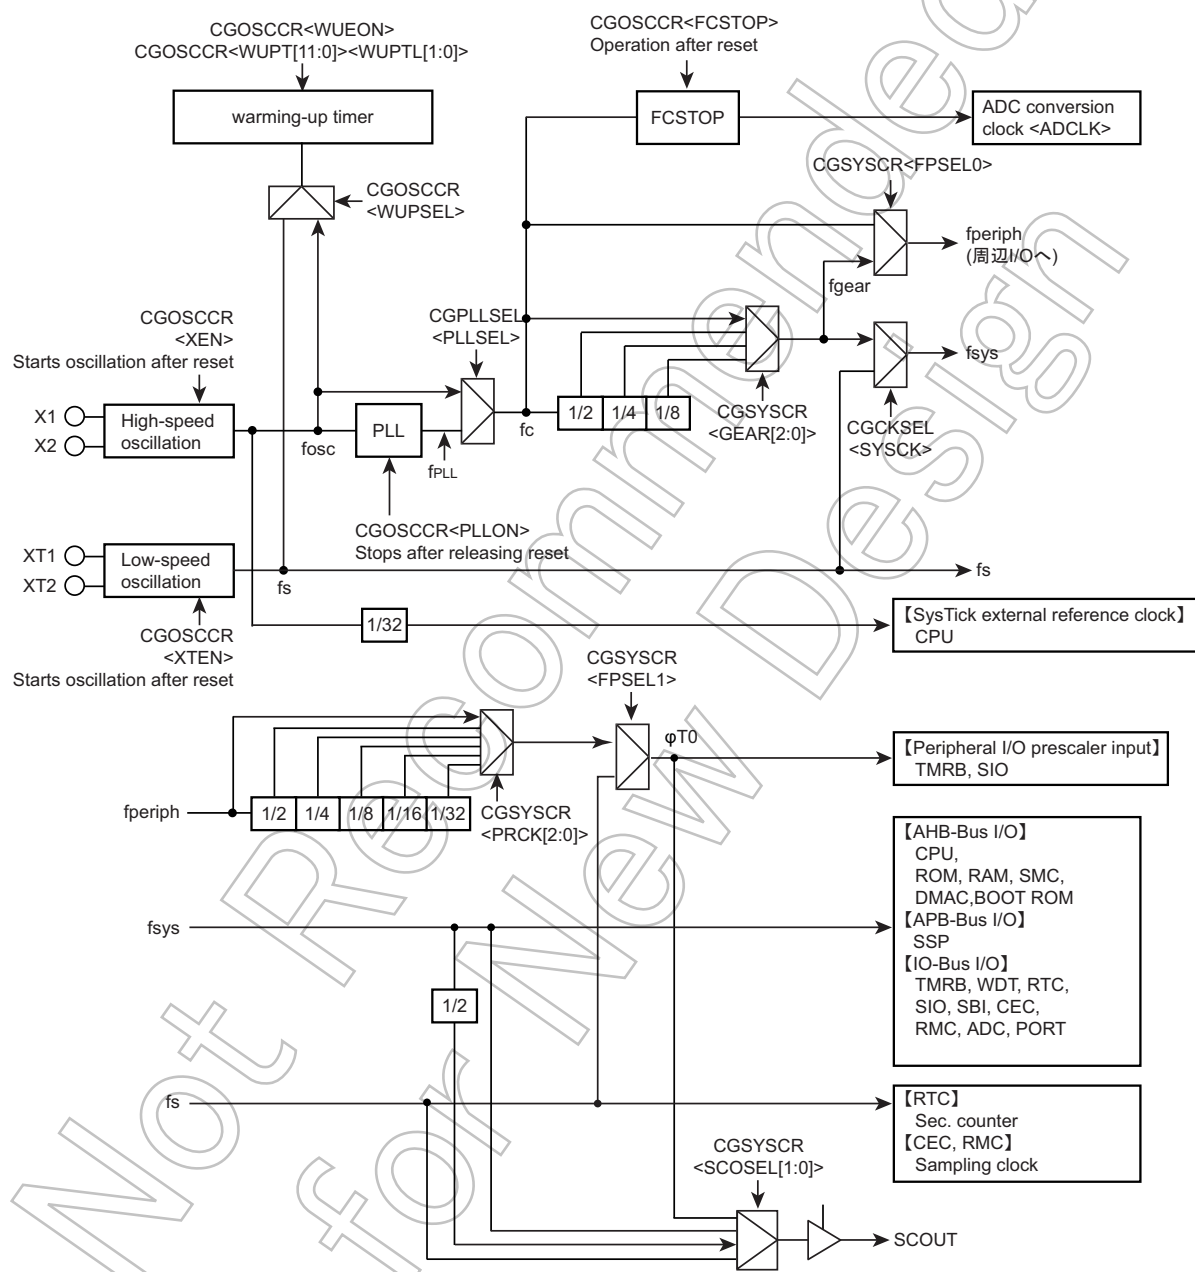 CGOSCCR<WUEON>
CGOSCCR<WUPT[11:0]><WUPTL[1:0]>
CGOSCCR<FCSTOP>
Operation after reset
warming-up timer
FCSTOP
ADC conversion
clock <ADCLK>
CGOSCCR
<WUPSEL>
CGSYSCR<FPSEL0>
fperiph
(周辺I/Oへ)
fgear
CGOSCCR
<XEN>
Starts oscillation after reset
CGPLLSEL
<PLLSEL>
fsys
X1
X2
High-speed
oscillation
fosc
PLL
fPLL
fc
1/2
1/4
1/8
CGSYSCR
<GEAR[2:0]>
CGCKSEL
<SYSCK>
CGOSCCR<PLLON>
Stops after releasing reset
XT1
XT2
Low-speed
oscillation
fs
fs
CGOSCCR
<XTEN>
Starts oscillation after reset
1/32
【SysTick external reference clock】
CPU
CGSYSCR
<FPSEL1>
φT0
【Peripheral I/O prescaler input】
TMRB, SIO
fperiph
1/2
1/4
1/8
1/16
1/32
CGSYSCR
<PRCK[2:0]>
【AHB-Bus I/O】
CPU,
ROM, RAM, SMC,
DMAC,BOOT ROM
【APB-Bus I/O】
SSP
【IO-Bus I/O】
TMRB, WDT, RTC,
SIO, SBI, CEC,
RMC, ADC, PORT
fsys
1/2
fs
【RTC】
Sec. counter
【CEC, RMC】
Sampling clock
CGSYSCR
<SCOSEL[1:0]>
SCOUT
Not Recommended
for New Design